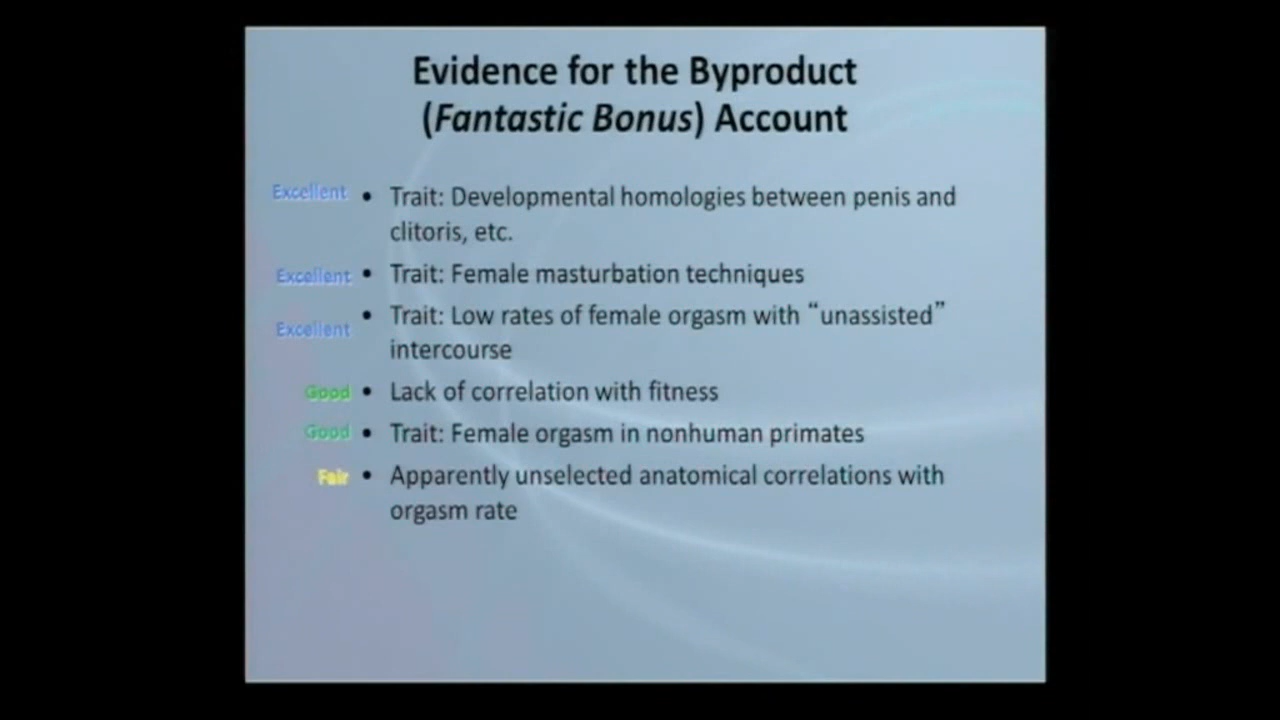 Evidence for the Byproduct
(Fantastic Bonus) Account
Excellent • Trait: Developmental homologies between penis and
clitoris, etc.
Excellent • Trait: Female masturbation techniques
Excellent • Trait: Low rates of female orgasm with “unassisted”
intercourse
Good • Lack of correlation with fitness
Good • Trait: Female orgasm in nonhuman primates
Fair • Apparently unselected anatomical correlations with
orgasm rate